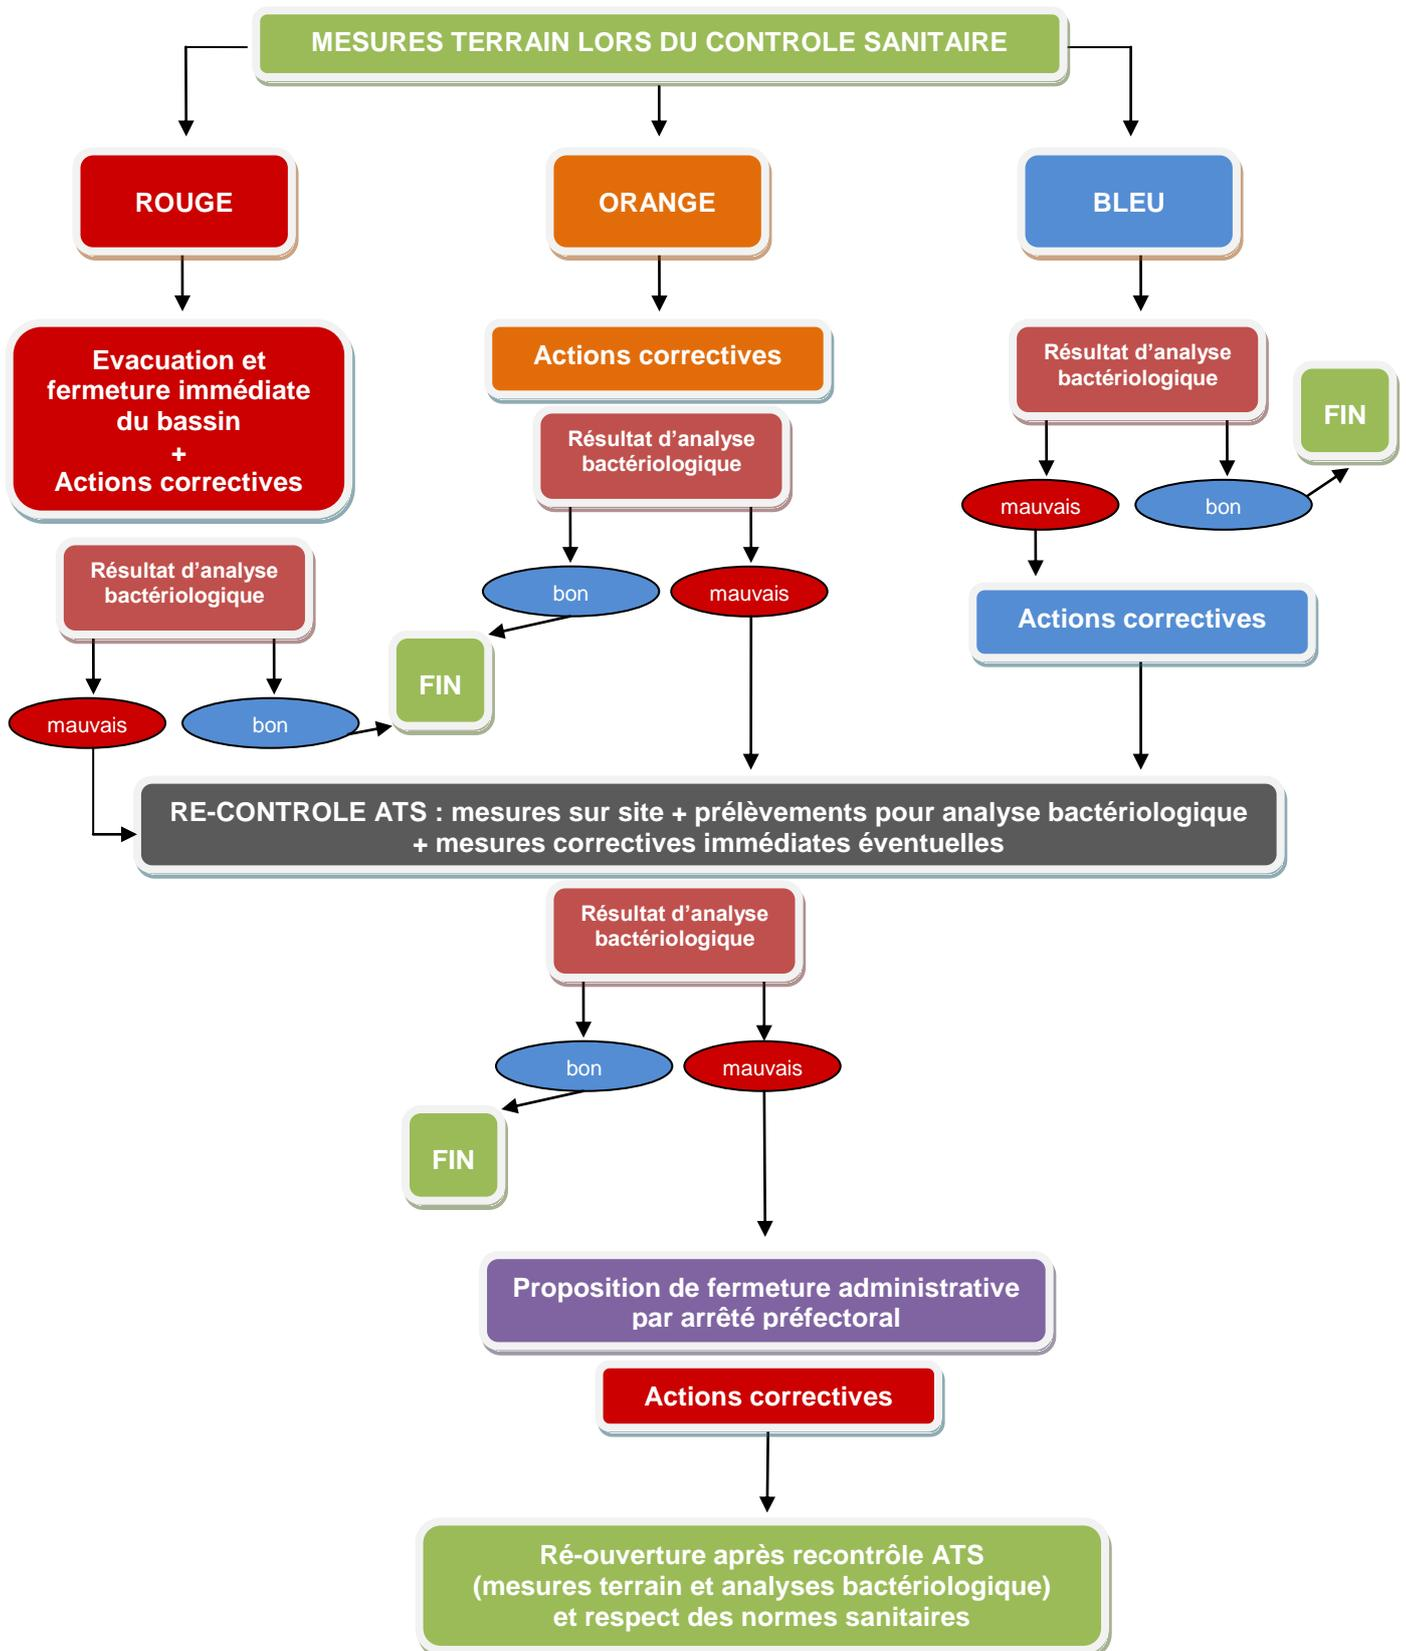 MESURES TERRAIN LORS DU CONTROLE SANITAIRE
ROUGE
ORANGE
BLEU
Evacuation et
fermeture immédiate
du bassin
+
Actions correctives
Résultat d’analyse
bactériologique
mauvais
bon
FIN
Actions correctives
Résultat d’analyse
bactériologique
bon
mauvais
Résultat d’analyse
bactériologique
FIN
mauvais
bon
Actions correctives
RE-CONTROLE ATS : mesures sur site + prélèvements pour analyse bactériologique
+ mesures correctives immédiates éventuelles
Résultat d’analyse
bactériologique
bon
mauvais
FIN
Proposition de fermeture administrative
par arrêté préfectoral
Actions correctives
Ré-ouverture après recontrôle ATS
(mesures terrain et analyses bactériologique)
et respect des normes sanitaires